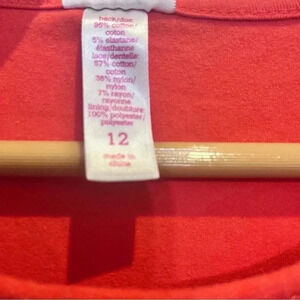 back/dos:
95% cotton/
coton
5% elastane/
élasthanne
lace/dentelle:
57% cotton/
coton
36% nylon/
nylon
7% rayon/
rayonne
lining/doublure:
100% polyester/
polyester
12
made in
chine